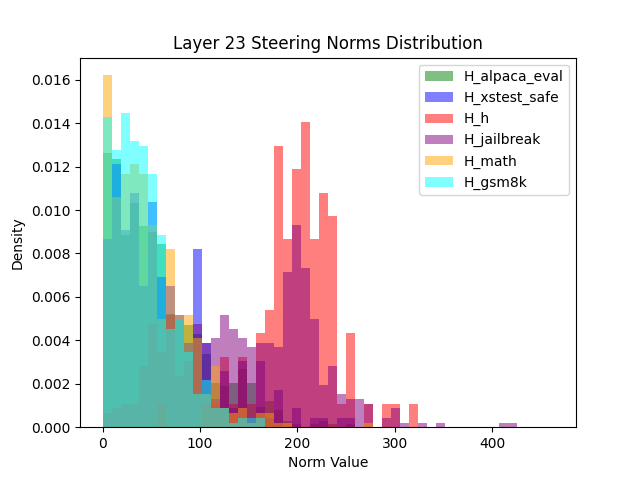 Layer 23 Steering Norms Distribution
H_alpaca_eval
H_xstest_safe
H_h
H_jailbreak
H_math
H_gsm8k
Density
0.016
0.014
0.012
0.010
0.008
0.006
0.004
0.002
0.000
0
100
200
300
400
Norm Value